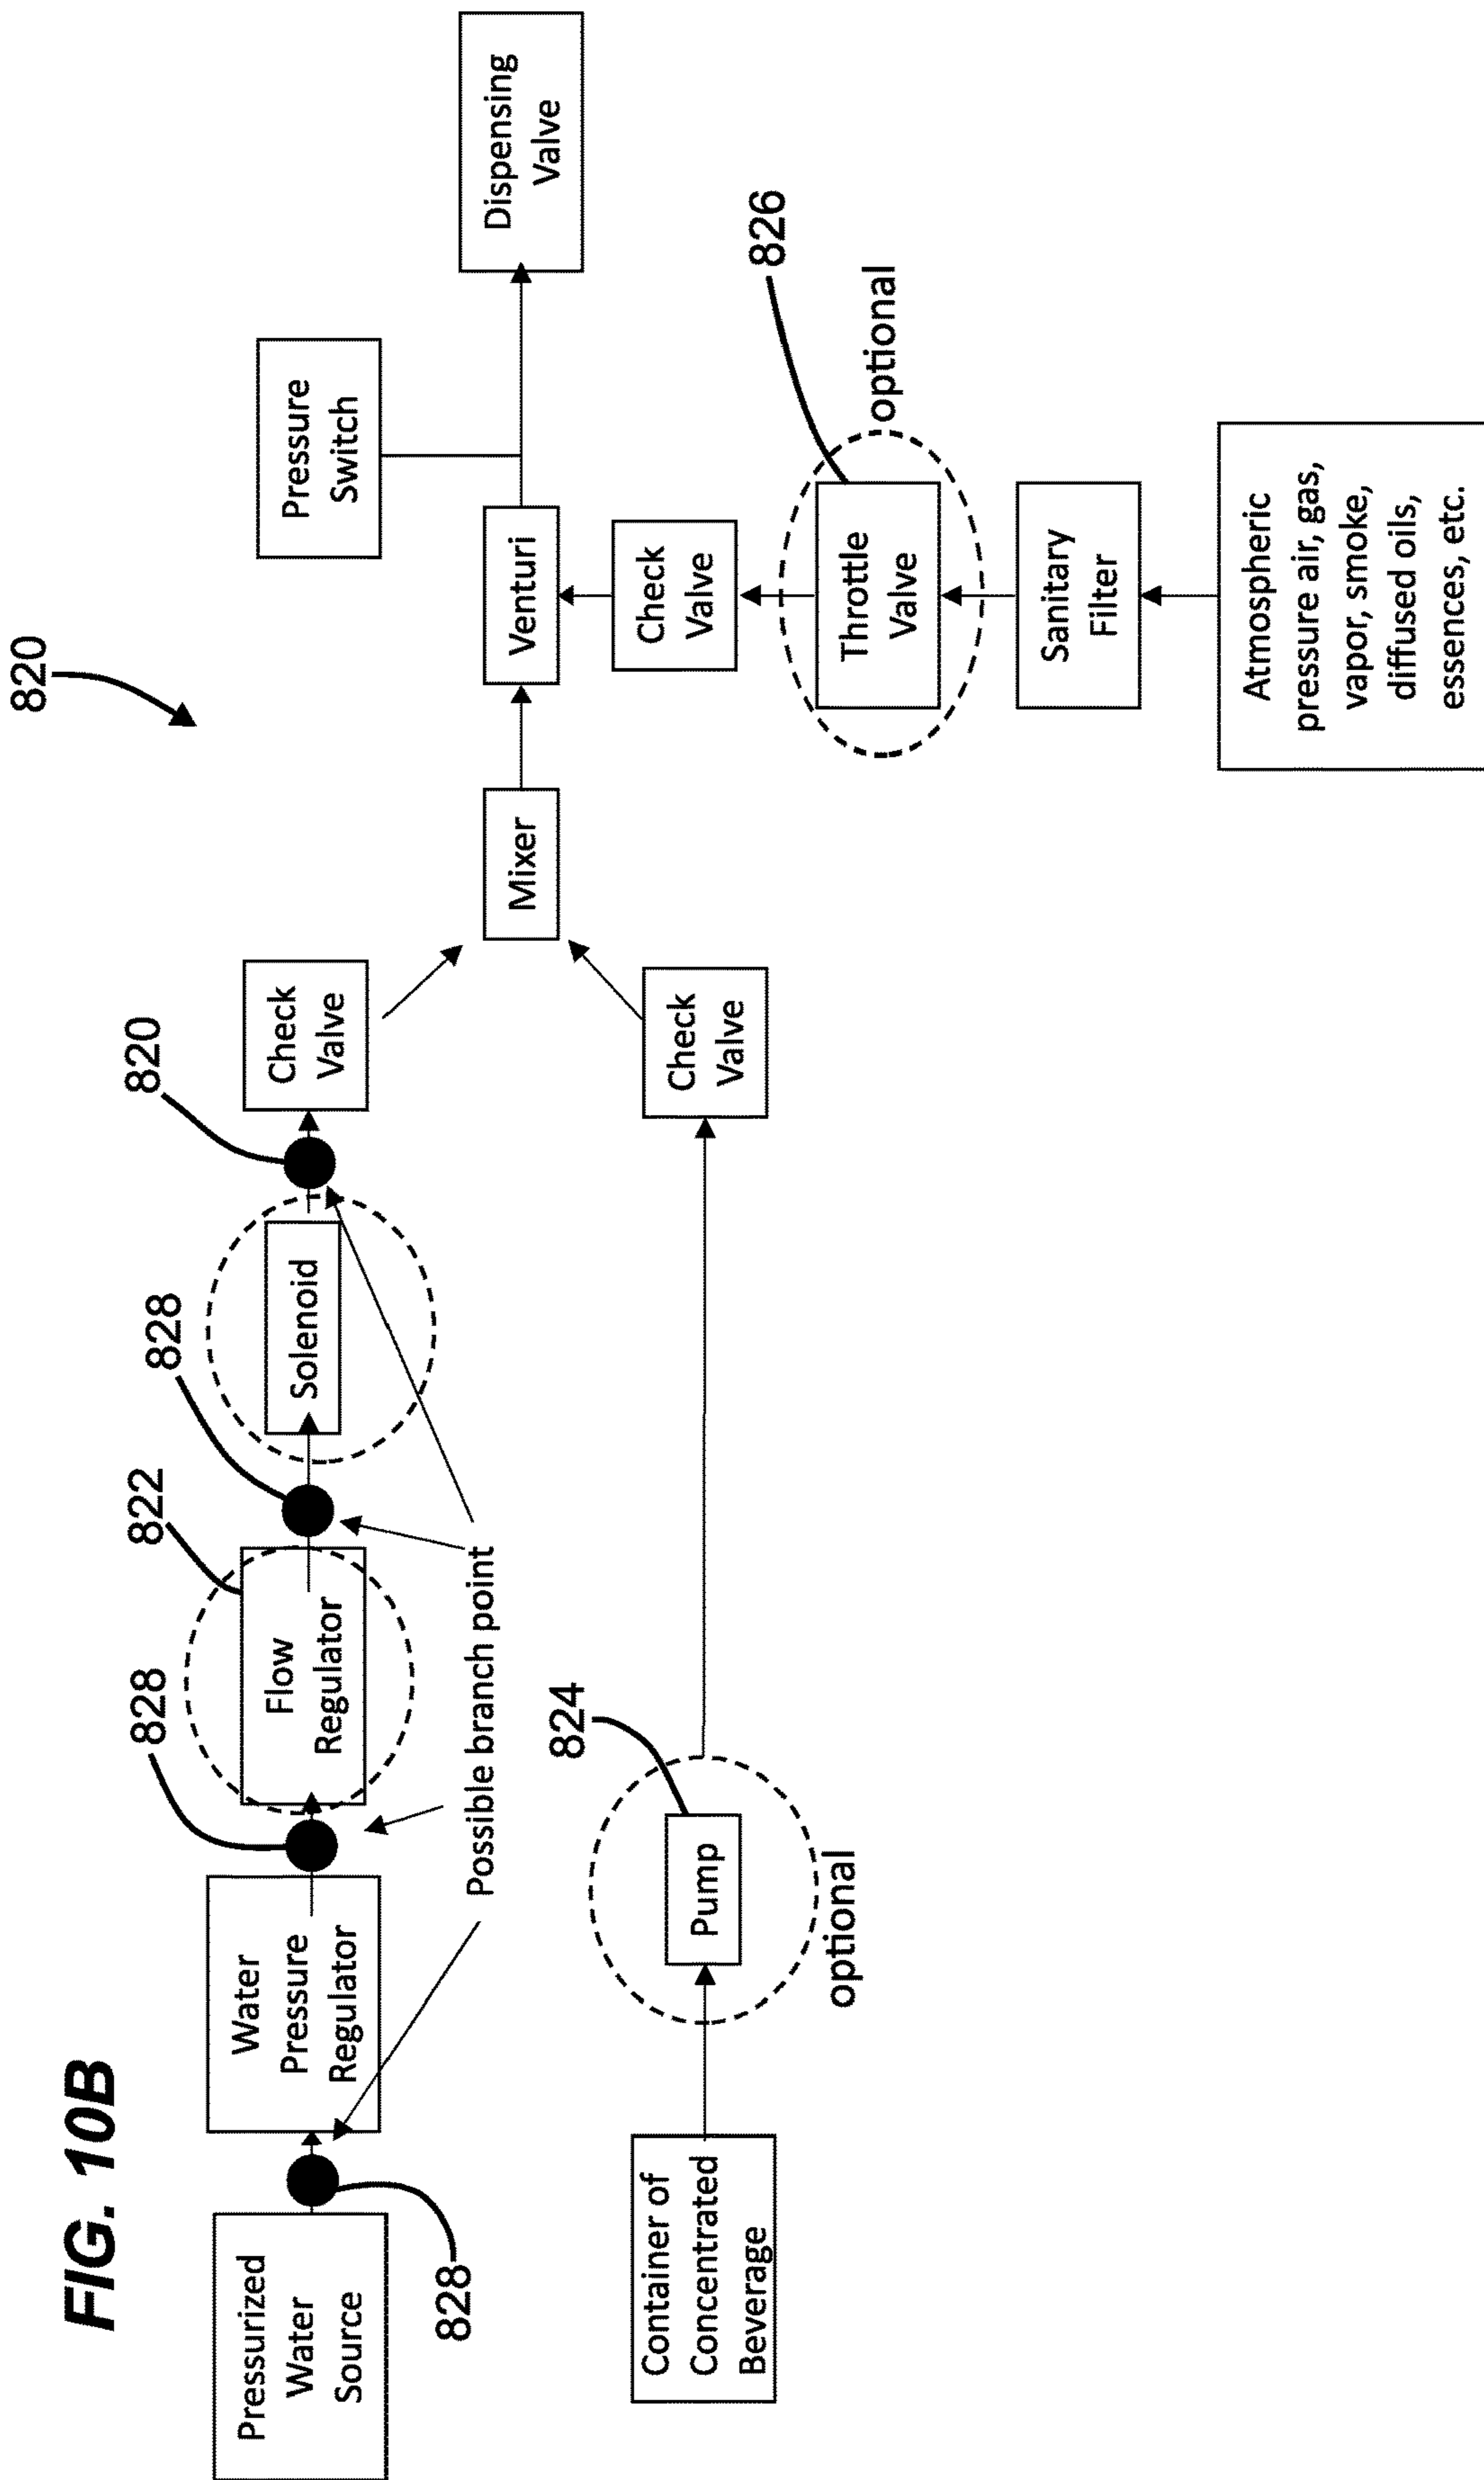 FIG. 10B
820
Pressurized
Water
Source
828
Water
Pressure
Regulator
828
Flow
Regulator
822
828
Solenoid
820
Check
Valve
Possible branch point
Container of
Concentrated
Beverage
Pump
824
optional
Check
Valve
Mixer
Venturi
Pressure
Switch
Dispensing
Valve
Check
Valve
Throttle
Valve
826
optional
Sanitary
Filter
Atmospheric
pressure air, gas,
vapor, smoke,
diffused oils,
essences, etc.